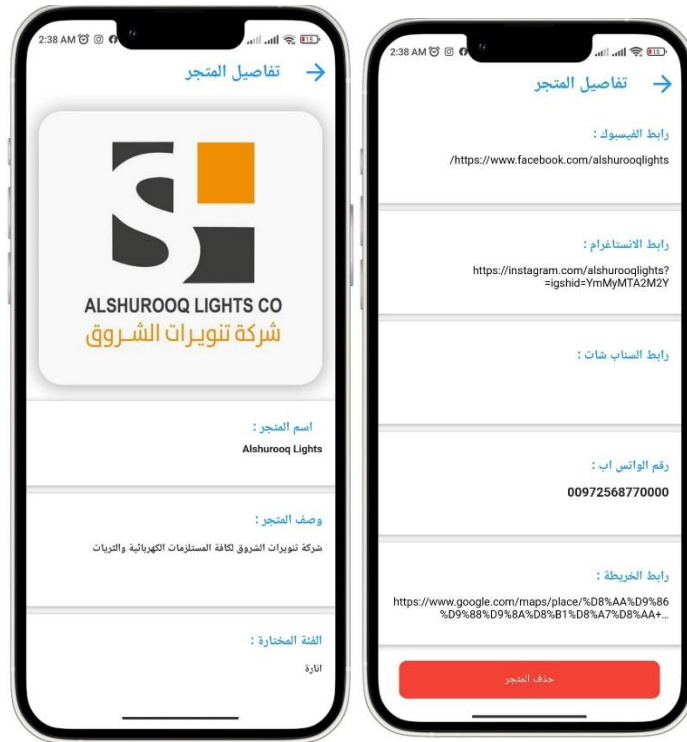 2:38 AM
15
تفاصيل المتجر
ALSHUROOQ LIGHTS CO
شركة تنويرات الشروق
اسم المتجر :
Alshurooq Lights
وصف المتجر :
شركة تنويرات الشروق لكافة المستلزمات الكهربائية والثريات
الفئة المختارة :
انارة
2:38 AM
15
تفاصيل المتجر
رابط الفيسبوك :
/https://www.facebook.com/alshurooqlights
رابط الانستاغرام :
https://instagram.com/alshurooqlights?
=igshid=YmMyMTA2M2Y
رابط السناب شات :
رقم الواتس اب :
00972568770000
رابط الخريطة :
https://www.google.com/maps/place/%D8%AA%D9%86
%D9%88%D9%8A%D8%B1%D8%A7%D8%AA+…
حذف المتجر